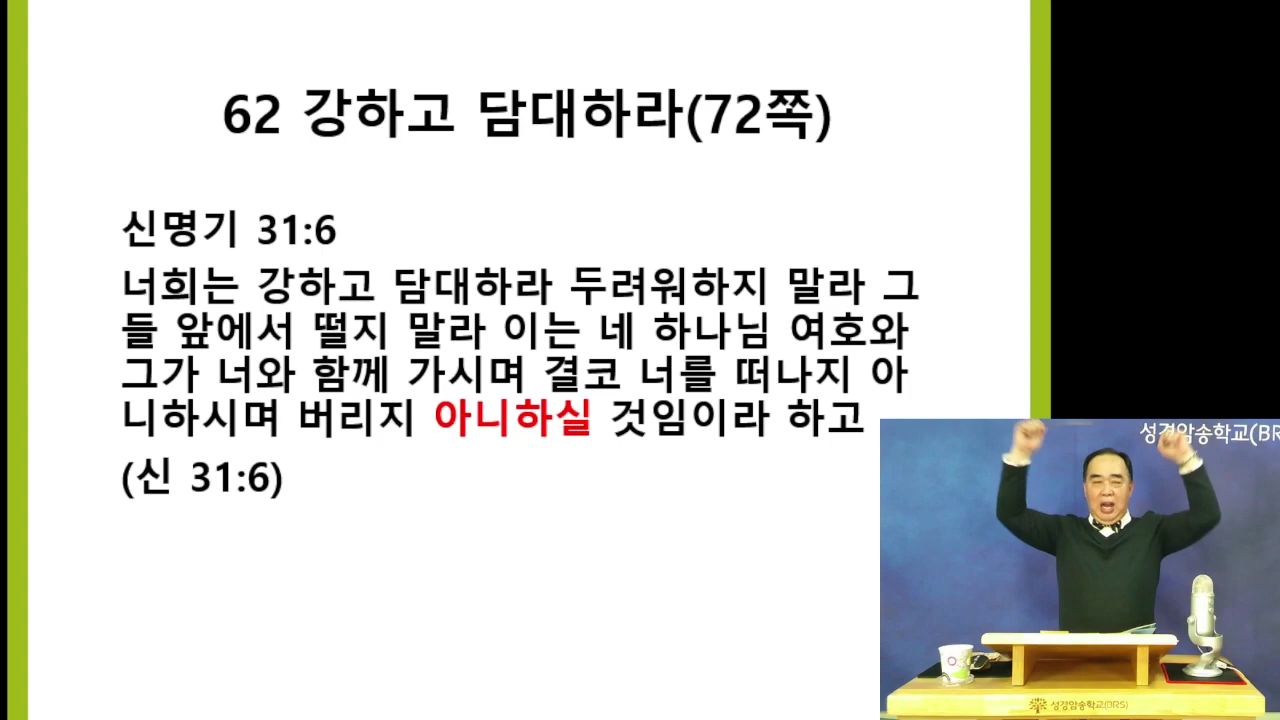 62 강하고 담대하라(72쪽)
신명기 31:6
너희는 강하고 담대하라 두려워하지 말라 그
들 앞에서 떨지 말라 이는 네 하나님 여호와
그가 너와 함께 가시며 결코 너를 떠나지 아
니하시며 버리지 아니하실 것임이라 하고
(신 31:6)
성경암송학교(BR
성경암송학교(BRS)